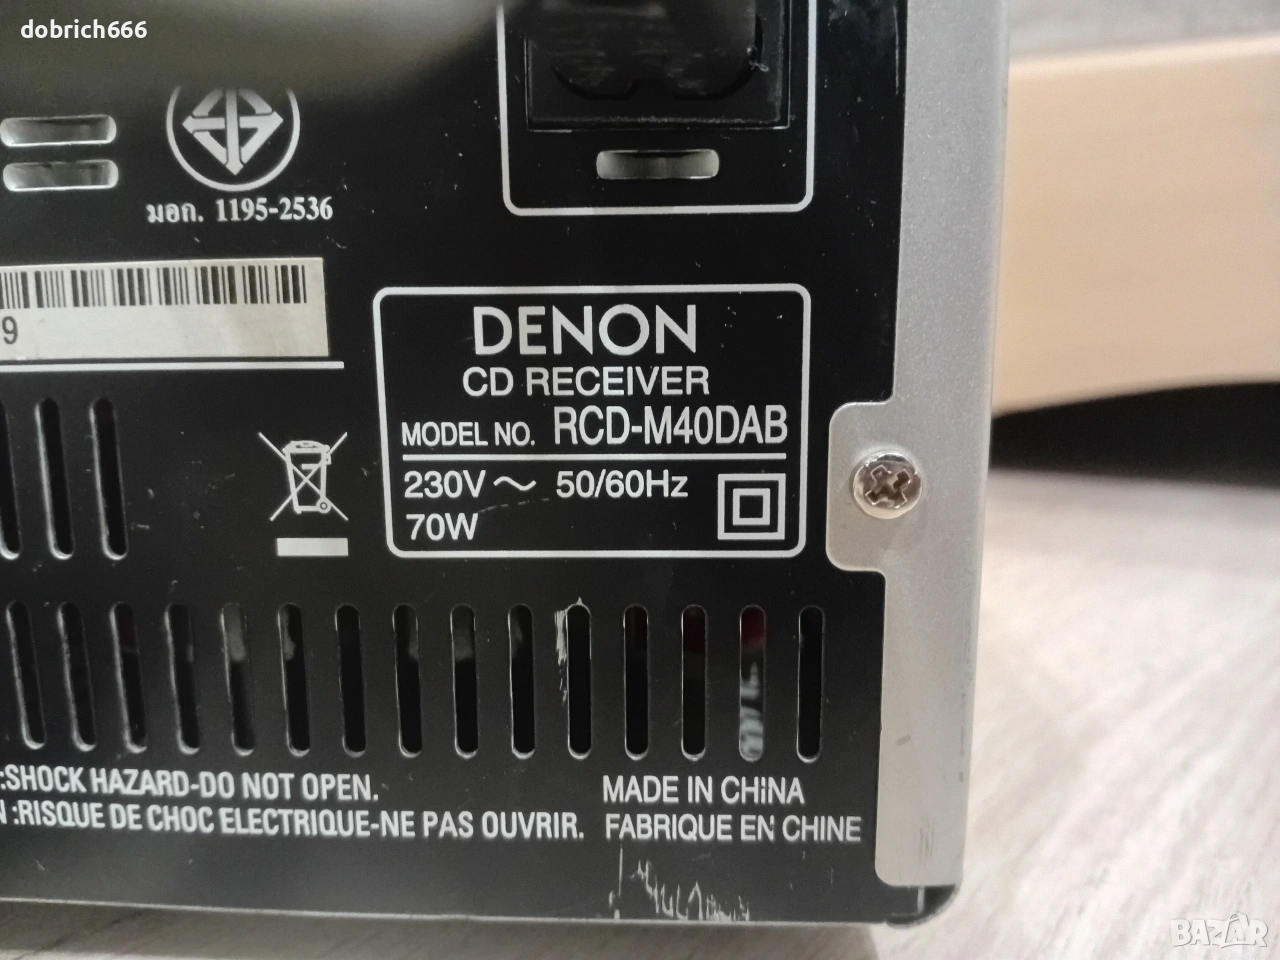 dobrich666
มอก. 1195-2536
9
DENON
CD RECEIVER
MODEL NO. RCD-M40DAB
230V ~ 50/60Hz
70W
:SHOCK HAZARD-DO NOT OPEN.
N :RISQUE DE CHOC ELECTRIQUE-NE PAS OUVRIR.
MADE IN CHINA
FABRIQUE EN CHINE
BAZAR